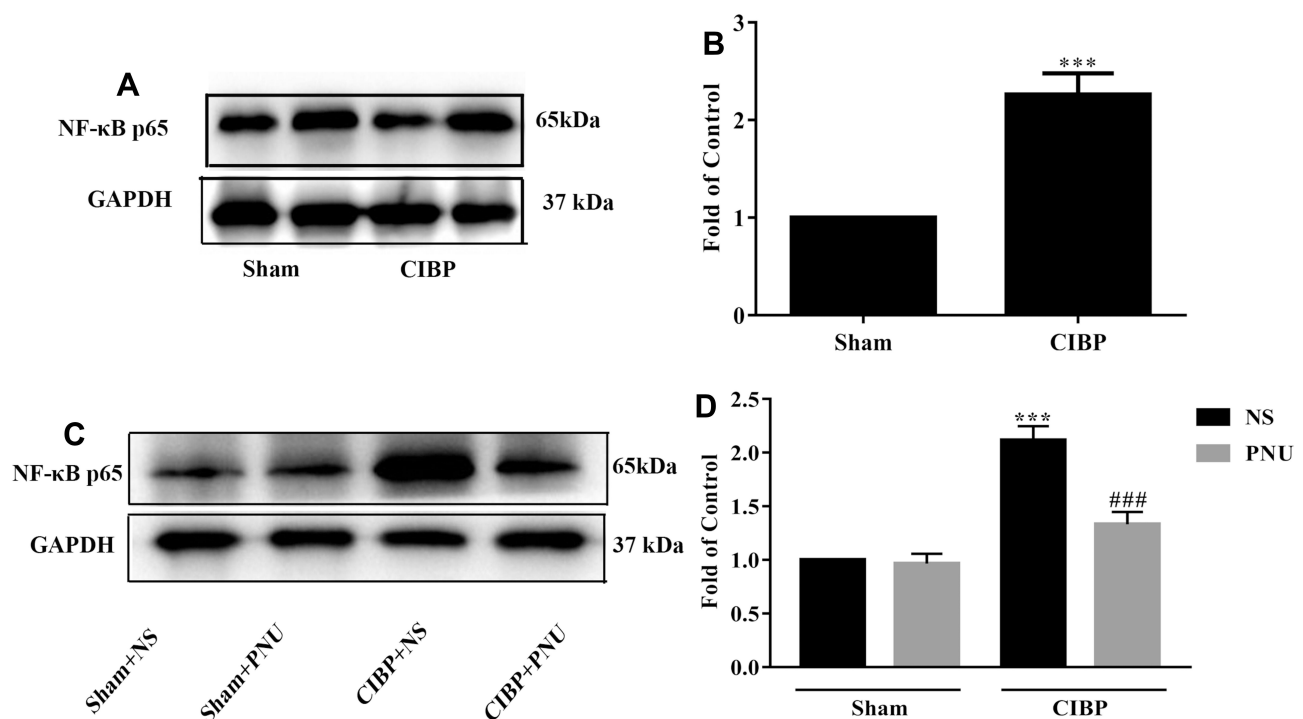 A
NF-κB p65
65kDa
GAPDH
37 kDa
Sham CIBP
B
Fold of Control
3
2
1
0
***
Sham CIBP
C
NF-κB p65
65kDa
GAPDH
37 kDa
Sham+NS
Sham+PNU
CIBP+NS
CIBP+PNU
D
Fold of Control
2.5
2.0
1.5
1.0
0.5
0.0
***
###
Sham CIBP
NS
PNU